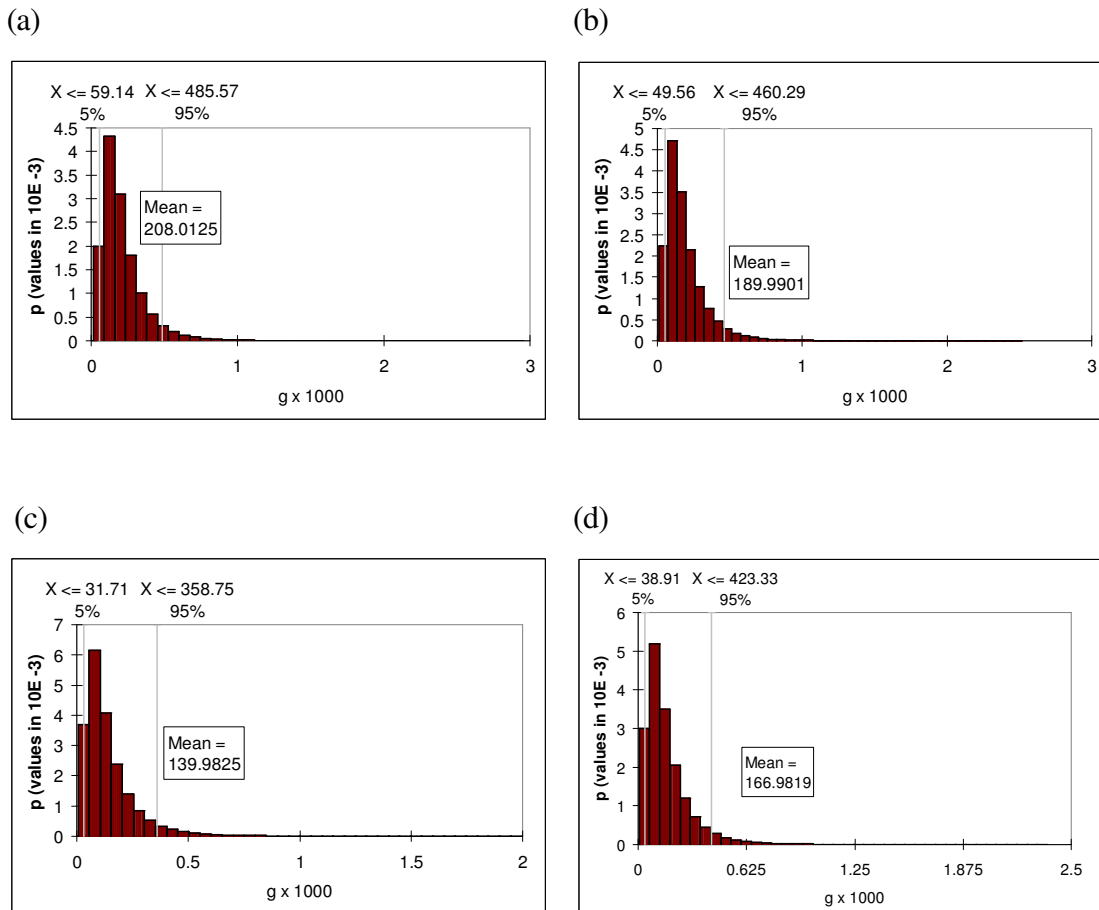 (a)
X <= 59.14 X <= 485.57
5% 95%
4.5
4
3.5
3
2.5
2
1.5
1
0.5
0
p (values in 10E -3)
Mean =
208.0125
0 1 2 3
g x 1000
(b)
X <= 49.56 X <= 460.29
5% 95%
5
4.5
4
3.5
3
2.5
2
1.5
1
0.5
0
p (values in 10E -3)
Mean =
189.9901
0 1 2 3
g x 1000
(c)
X <= 31.71 X <= 358.75
5% 95%
7
6
5
4
3
2
1
0
p (values in 10E -3)
Mean =
139.9825
0 0.5 1 1.5 2
g x 1000
(d)
X <= 38.91 X <= 423.33
5% 95%
6
5
4
3
2
1
0
p (values in 10E -3)
Mean =
166.9819
0 0.625 1.25 1.875 2.5
g x 1000